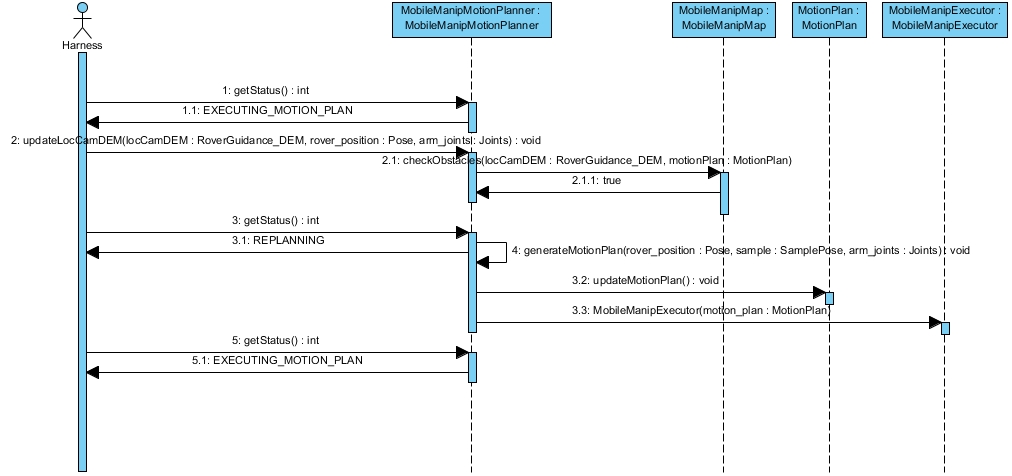 MobileManipMotionPlanner :
MobileManipMotionPlanner
MobileManipMap :
MobileManipMap
MotionPlan :
MotionPlan
MobileManipExecutor :
MobileManipExecutor
Harness
1: getStatus() : int
1.1: EXECUTING_MOTION_PLAN
2: updateLocCamDEM(locCamDEM : RoverGuidance_DEM, rover_position : Pose, arm_joints : Joints) : void
2.1: checkObstacles(locCamDEM : RoverGuidance_DEM, motionPlan : MotionPlan)
2.1.1: true
3: getStatus() : int
3.1: REPLANNING
4: generateMotionPlan(rover_position : Pose, sample : SamplePose, arm_joints : Joints) : void
3.2: updateMotionPlan() : void
3.3: MobileManipExecutor(motion_plan : MotionPlan)
5: getStatus() : int
5.1: EXECUTING_MOTION_PLAN